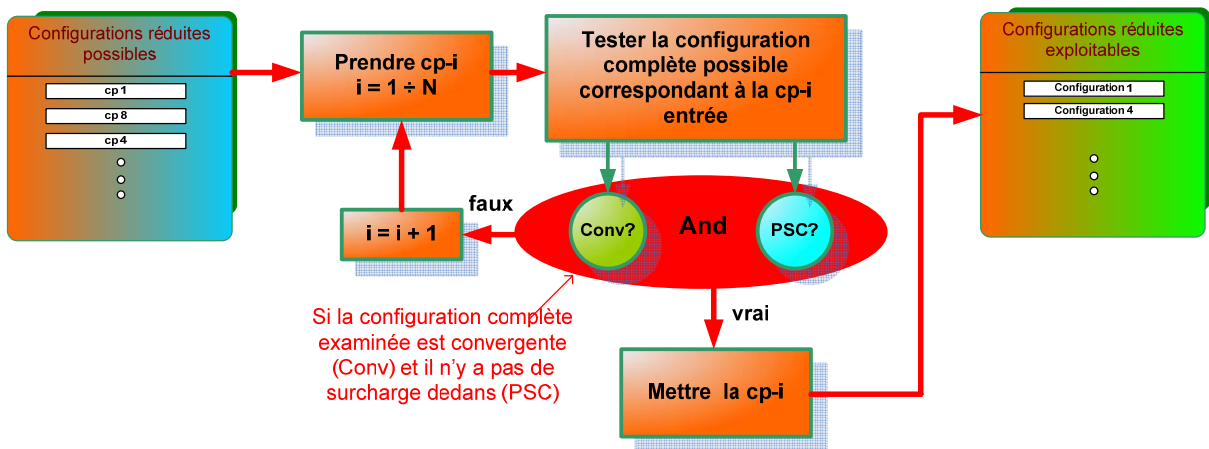 Configurations réduites
possibles
cp 1
cp 8
cp 4
Prendre cp-i
i = 1 ÷ N
Tester la configuration
complète possible
correspondant à la cp-i
entrée
Configurations réduites
exploitables
Configuration 1
Configuration 4
faux
i = i + 1
Conv?
And
PSC?
vrai
Si la configuration complète
examinée est convergente
(Conv) et il n'y a pas de
surcharge dedans (PSC)
Mettre la cp-i